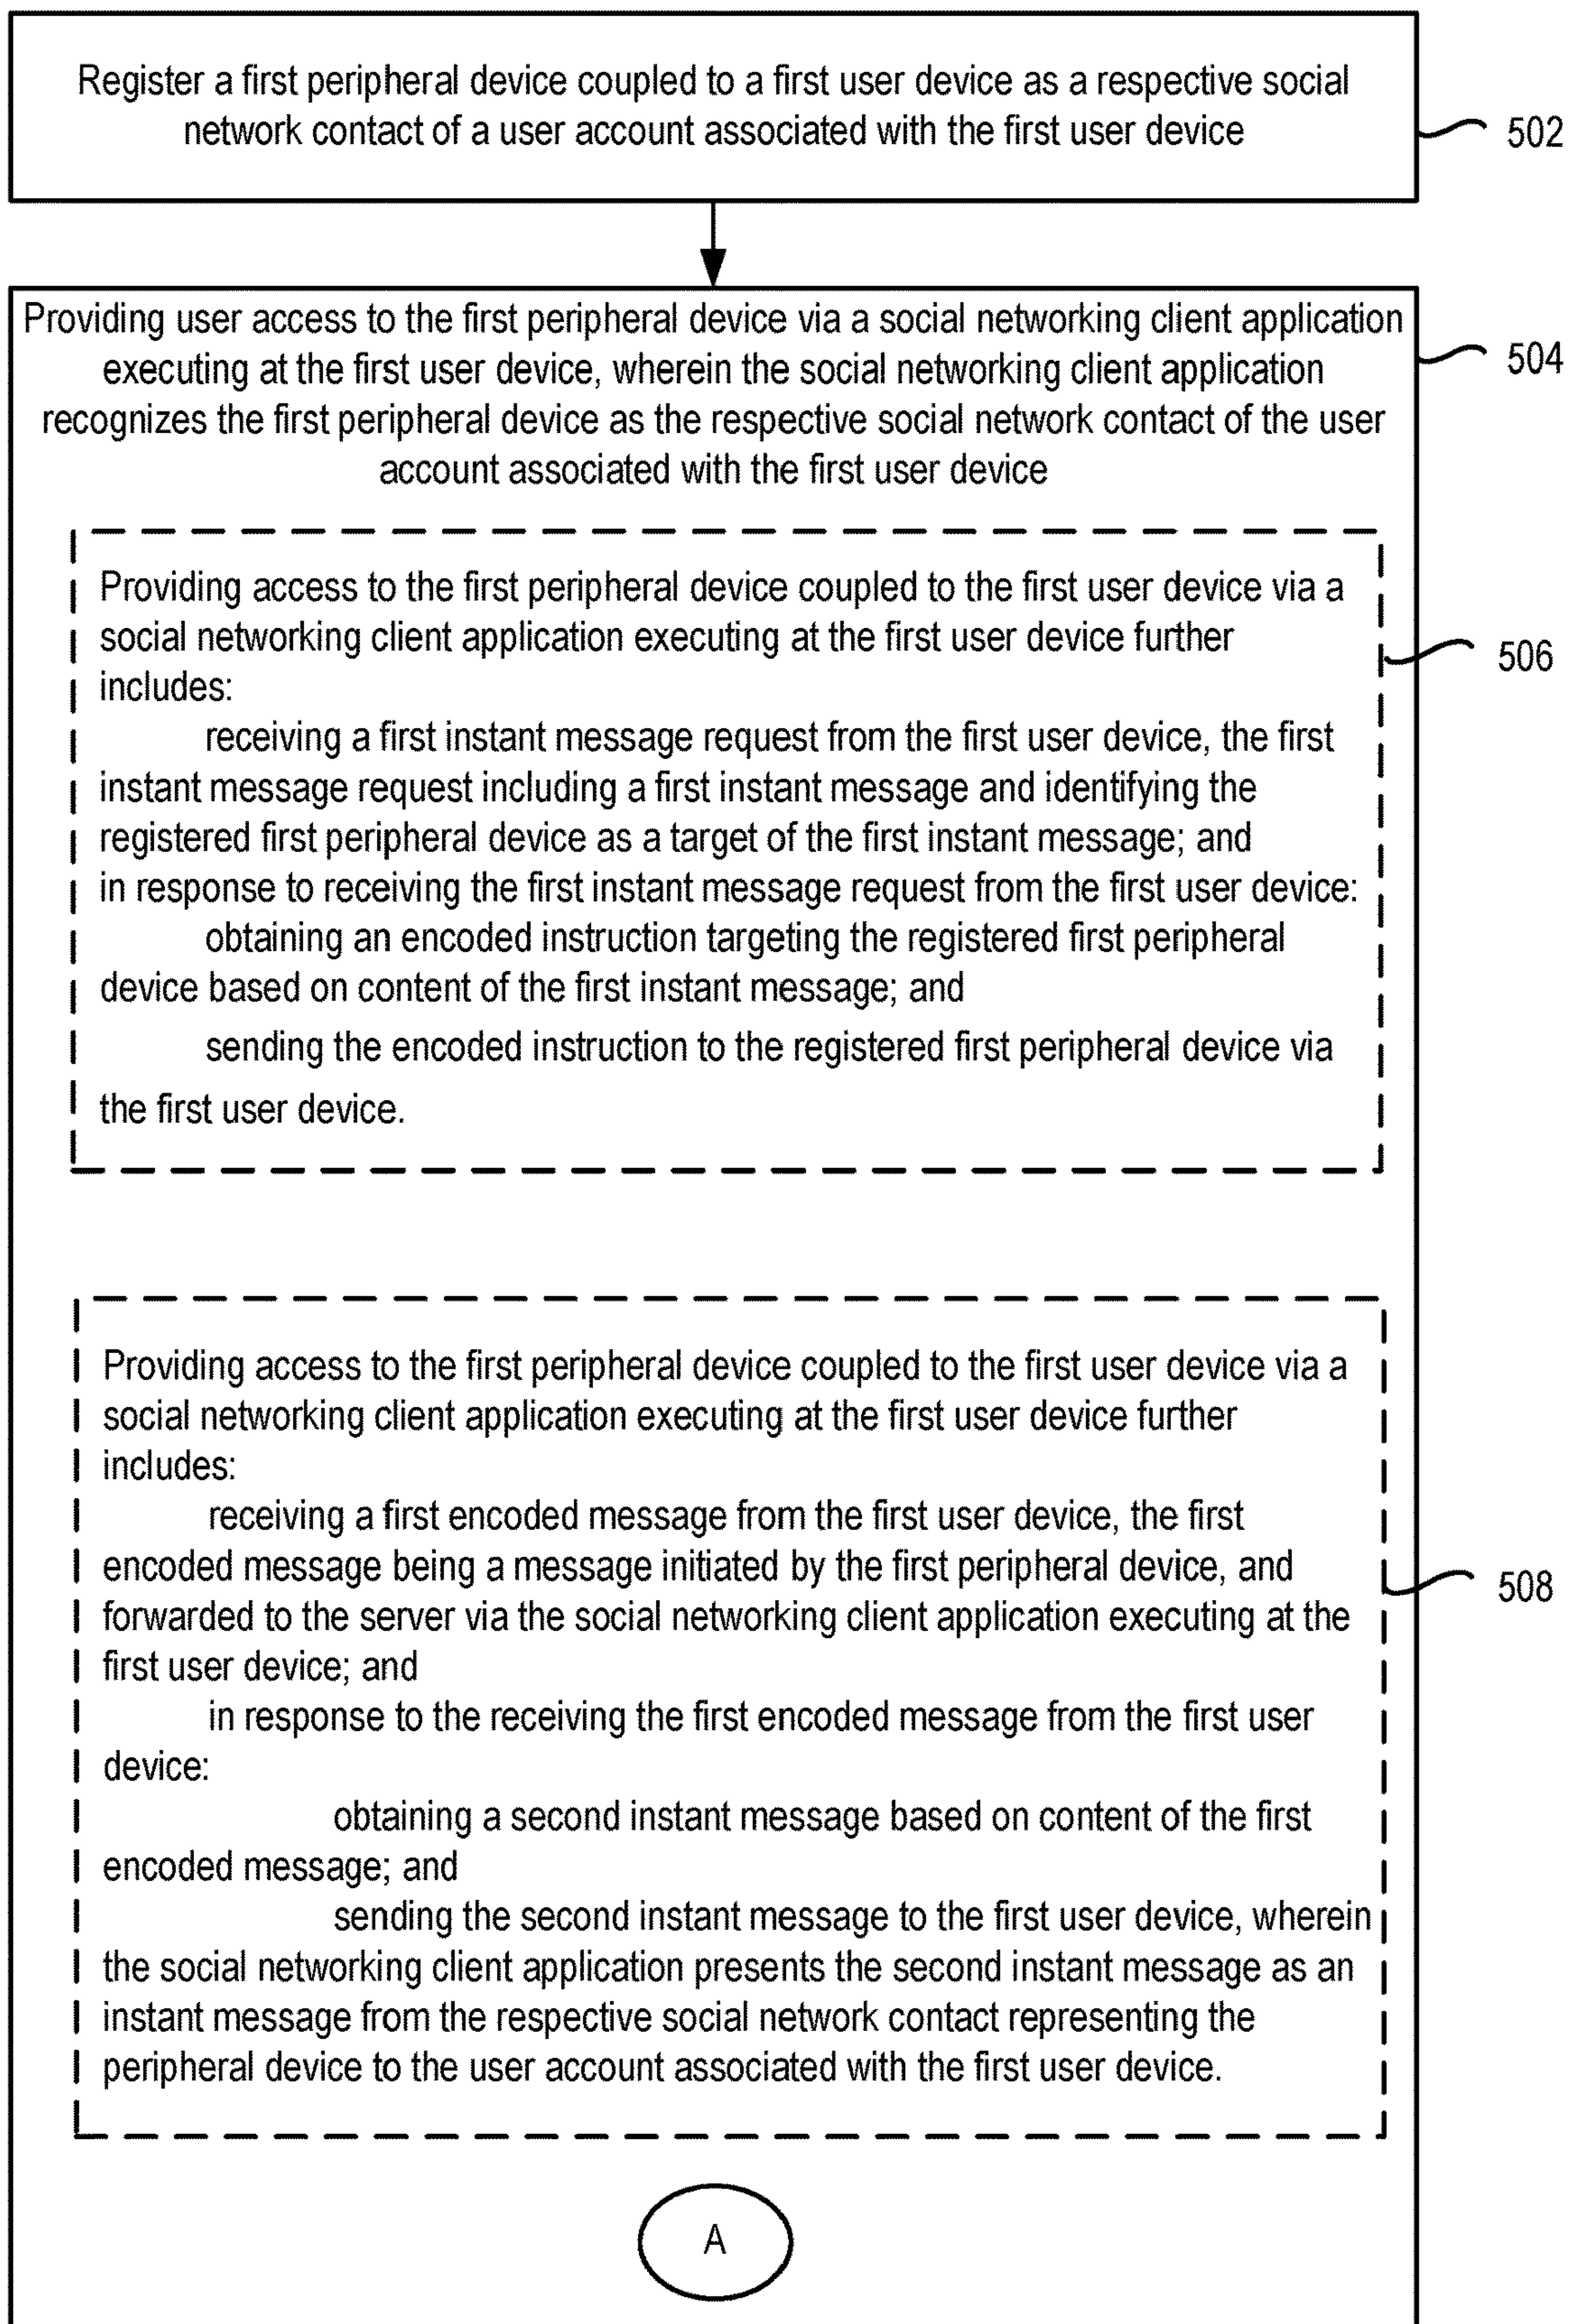 Register a first peripheral device coupled to a first user device as a respective social
network contact of a user account associated with the first user device
502
Providing user access to the first peripheral device via a social networking client application
executing at the first user device, wherein the social networking client application
recognizes the first peripheral device as the respective social network contact of the user
account associated with the first user device
504
Providing access to the first peripheral device coupled to the first user device via a
social networking client application executing at the first user device further
includes:
receiving a first instant message request from the first user device, the first
instant message request including a first instant message and identifying the
registered first peripheral device as a target of the first instant message; and
in response to receiving the first instant message request from the first user device:
obtaining an encoded instruction targeting the registered first peripheral
device based on content of the first instant message; and
sending the encoded instruction to the registered first peripheral device via
the first user device.
506
Providing access to the first peripheral device coupled to the first user device via a
social networking client application executing at the first user device further
includes:
receiving a first encoded message from the first user device, the first
encoded message being a message initiated by the first peripheral device, and
forwarded to the server via the social networking client application executing at the
first user device; and
in response to the receiving the first encoded message from the first user
device:
obtaining a second instant message based on content of the first
encoded message; and
sending the second instant message to the first user device, wherein
the social networking client application presents the second instant message as an
instant message from the respective social network contact representing the
peripheral device to the user account associated with the first user device.
508
A